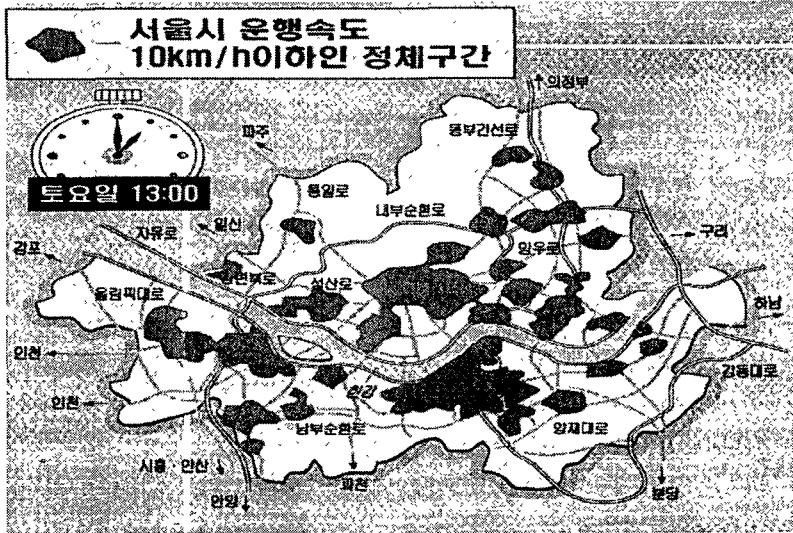 서울시 운행속도
10km/h이하인 정체구간
의정부
동부간선로
파주
토요일 13:00
통일로
내부순환로
일산
자유로
구리
김포
망우로
강변북로
성산로
올림픽대로
하남
인천
김동대로
한강
인천
남부순환로
양재대로
시흥·안산
과천
분당
안양